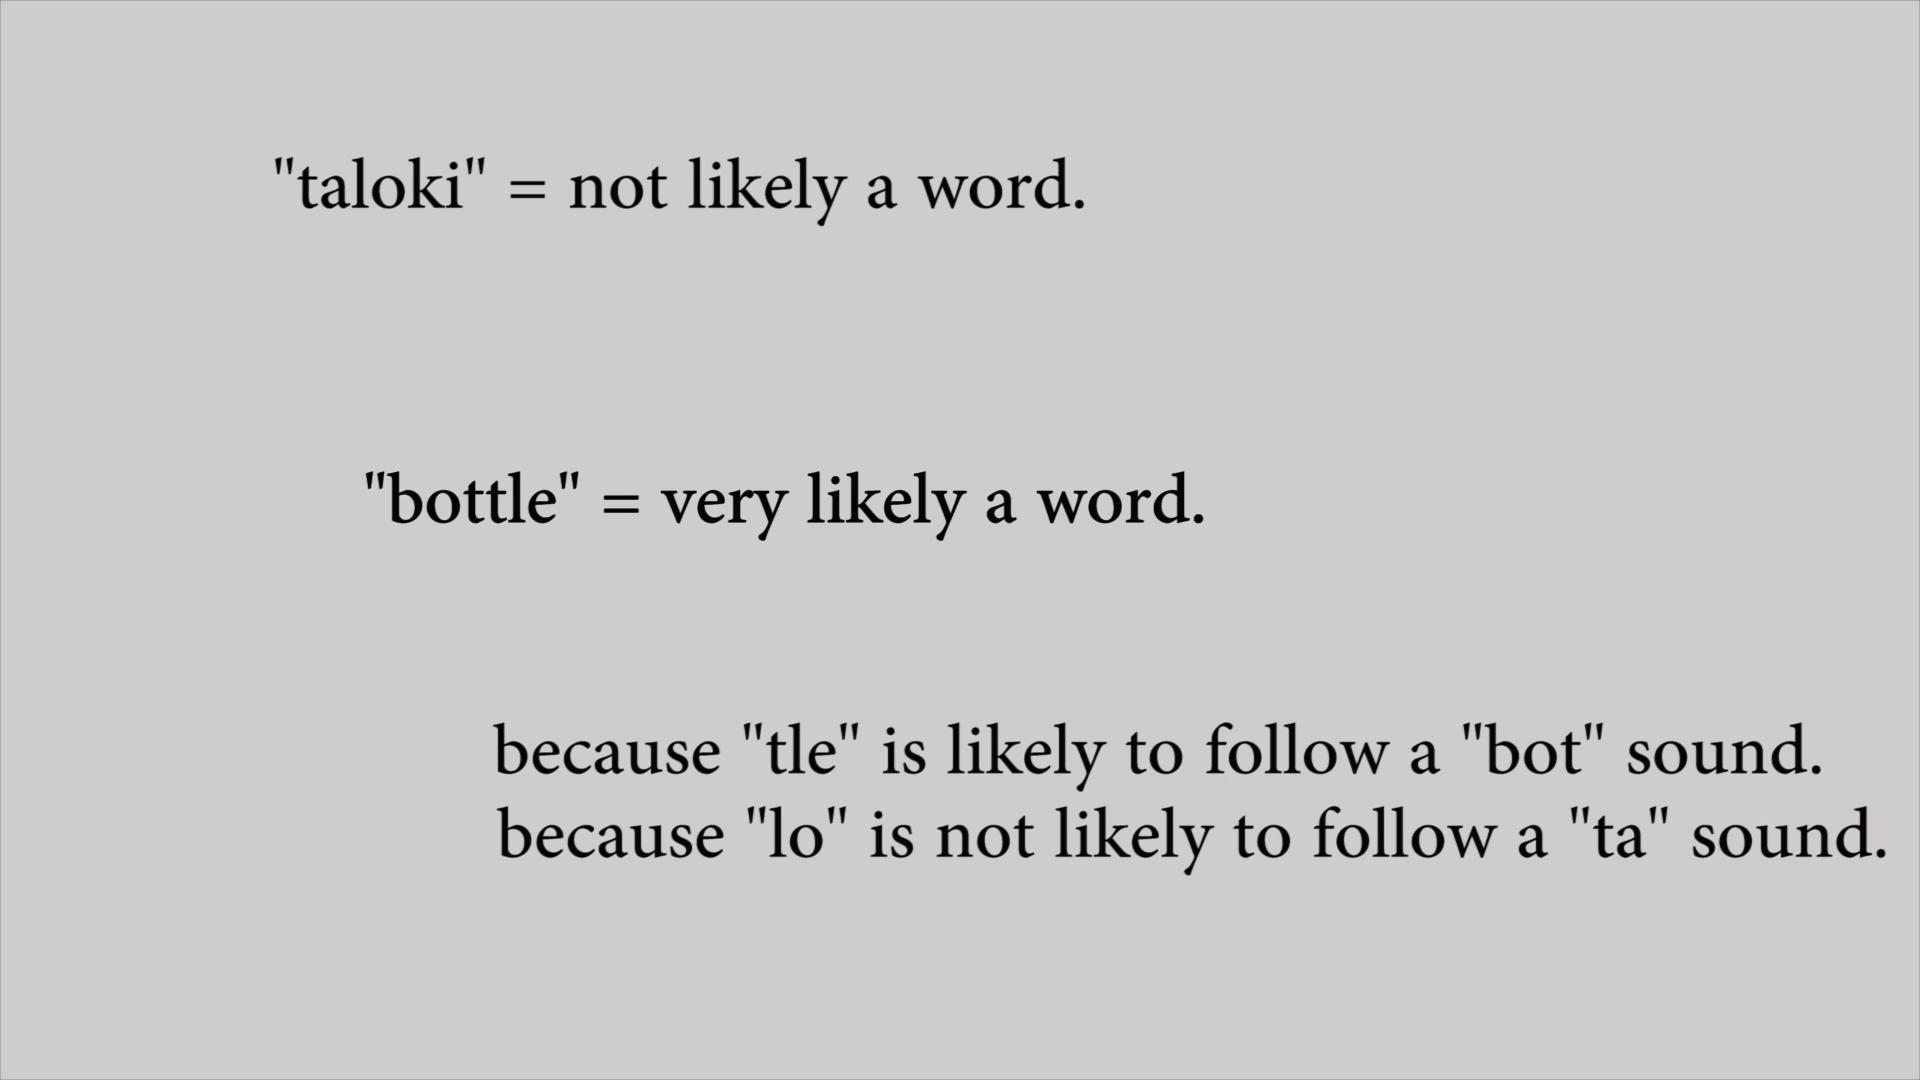 "taloki" = not likely a word.
"bottle" = very likely a word.
because "tle" is likely to follow a "bot" sound.
because "lo" is not likely to follow a "ta" sound.